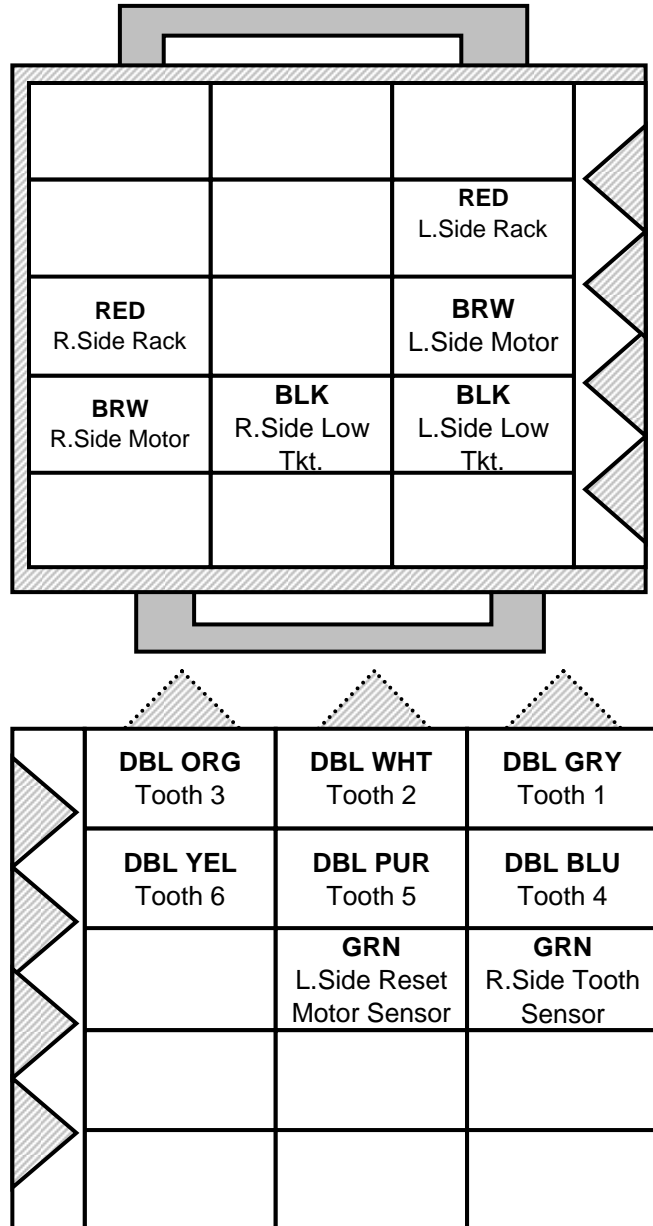 RED
L.Side Rack
RED
R.Side Rack
BRW
L.Side Motor
BRW
R.Side Motor
BLK
R.Side Low
Tkt.
BLK
L.Side Low
Tkt.
DBL ORG
Tooth 3
DBL WHT
Tooth 2
DBL GRY
Tooth 1
DBL YEL
Tooth 6
DBL PUR
Tooth 5
DBL BLU
Tooth 4
GRN
L.Side Reset
Motor Sensor
GRN
R.Side Tooth
Sensor